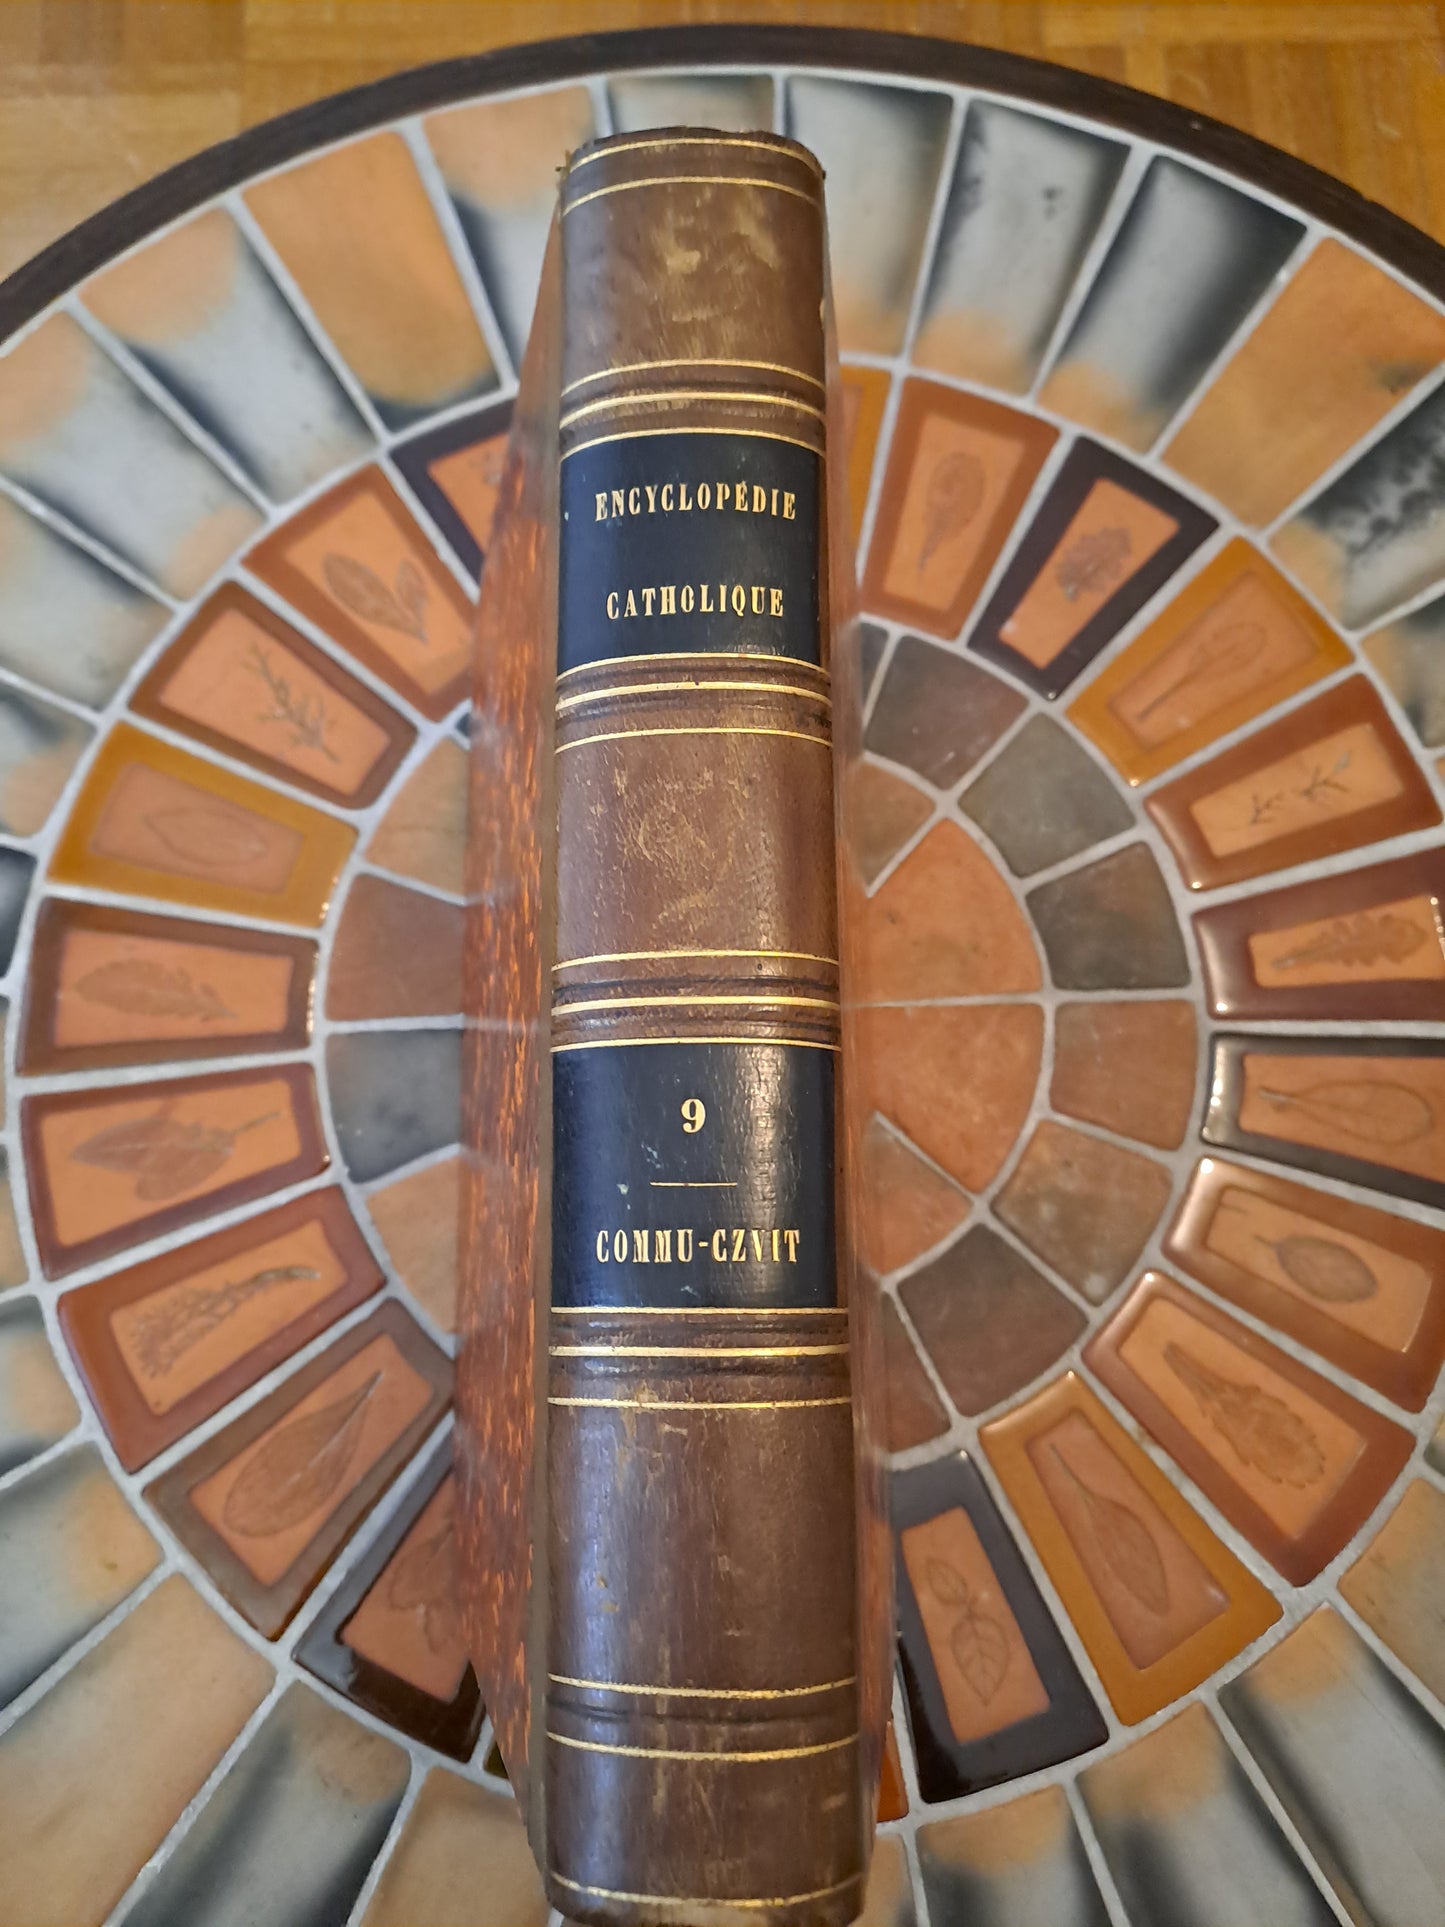 ENCYCLOPÉDIE
CATHOLIQUE
9
COMMU-CZVIT